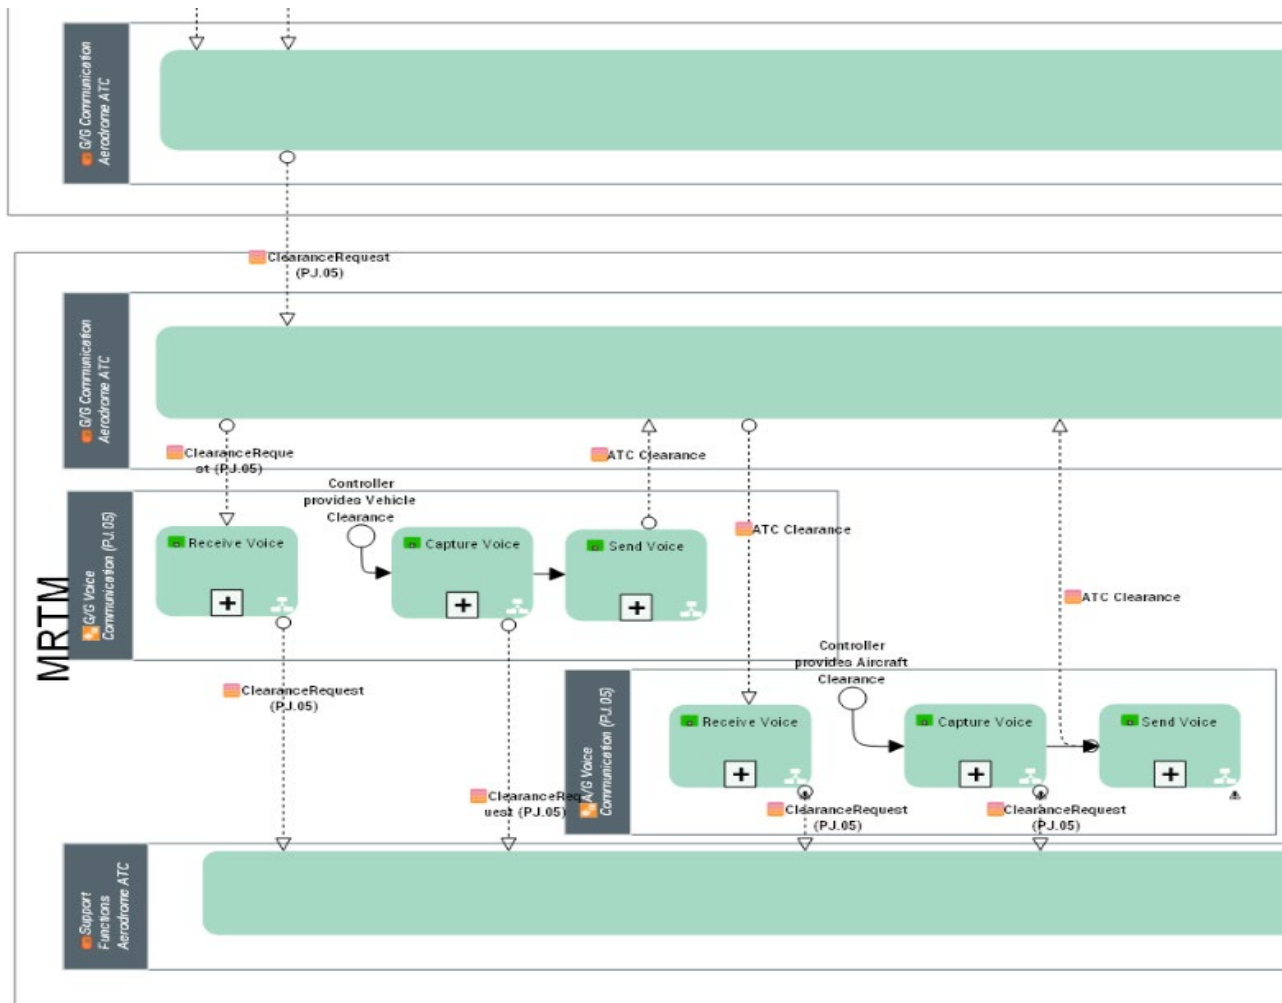 G/G Communication
Aerodrome ATC
ClearanceRequest
(PJ.05)
G/G Communication
Aerodrome ATC
ClearanceReque
st (PJ.05)
ATC Clearance
ATC Clearance
ATC Clearance
MRTM
G/G Voice
Communication (PJ.05)
Controller
provides Vehicle
Clearance
Receive Voice
Capture Voice
Send Voice
ClearanceRequest
(PJ.05)
ClearanceReq
uest (PJ.05)
A/G Voice
Communication (PJ.05)
Controller
provides Aircraft
Clearance
Receive Voice
Capture Voice
Send Voice
ClearanceRequest
(PJ.05)
ClearanceRequest
(PJ.05)
Support
Functions
Aerodrome ATC